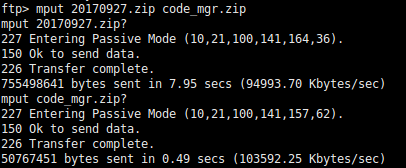 ftp> mput 20170927.zip code_mgr.zip
mput 20170927.zip?
227 Entering Passive Mode (10,21,100,141,164,36).
150 Ok to send data.
226 Transfer complete.
755498641 bytes sent in 7.95 secs (94993.70 Kbytes/sec)
mput code_mgr.zip?
227 Entering Passive Mode (10,21,100,141,157,62).
150 Ok to send data.
226 Transfer complete.
50767451 bytes sent in 0.49 secs (103592.25 Kbytes/sec)